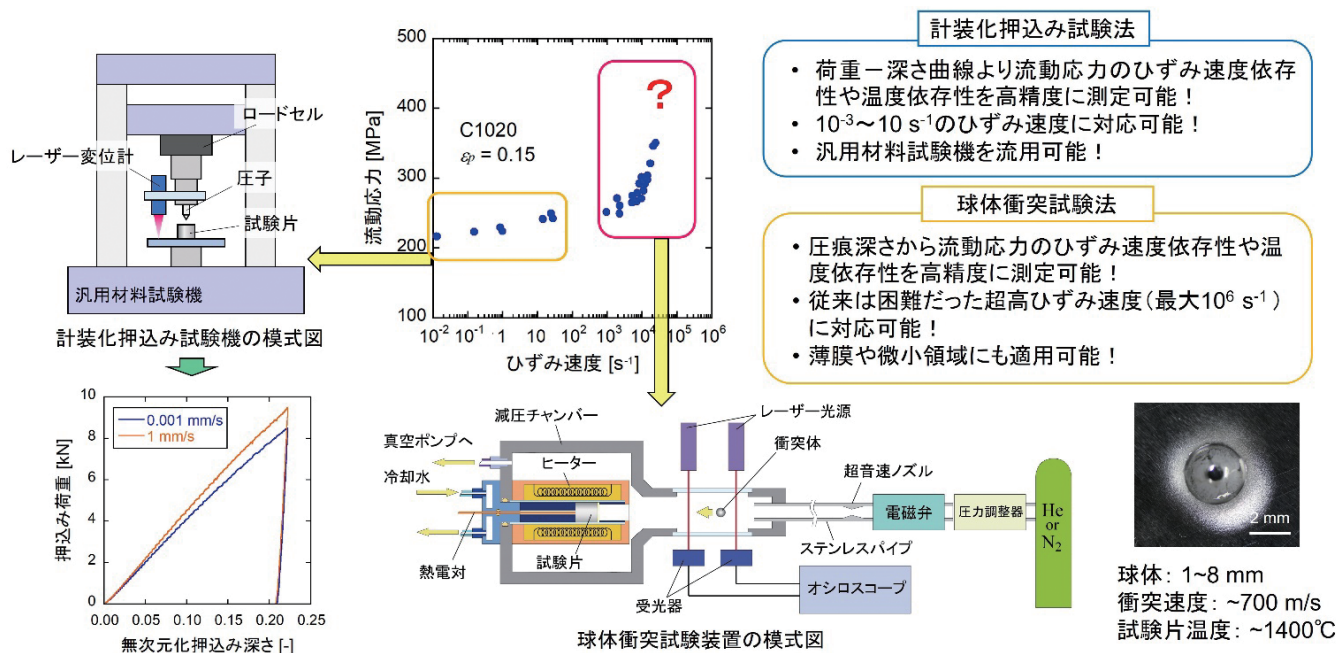 ロードセル
レーザー変位計
圧子
試験片
汎用材料試験機
計装化押込み試験機の模式図
500
400
300
200
100
流動応力 [MPa]
C1020
εp = 0.15
?
10-2 10-1 100 101 102 103 104 105 106
ひずみ速度 [s-1]
計装化押込み試験法
• 荷重－深さ曲線より流動応力のひずみ速度依存
性や温度依存性を高精度に測定可能！
• 10-3～10 s-1のひずみ速度に対応可能！
• 汎用材料試験機を流用可能！
球体衝突試験法
• 圧痕深さから流動応力のひずみ速度依存性や温
度依存性を高精度に測定可能！
• 従来は困難だった超高ひずみ速度（最大106 s-1）
に対応可能！
• 薄膜や微小領域にも適用可能！
10
8
6
4
2
0
押込み荷重 [kN]
0.001 mm/s
1 mm/s
0.00 0.05 0.10 0.15 0.20 0.25
無次元化押込み深さ [-]
減圧チャンバー
真空ポンプへ
ヒーター
冷却水
熱電対
試験片
レーザー光源
衝突体
受光器
超音速ノズル
電磁弁
圧力調整器
He
or
N2
ステンレスパイプ
オシロスコープ
球体衝突試験装置の模式図
2 mm
球体： 1~8 mm
衝突速度： ~700 m/s
試験片温度： ~1400℃